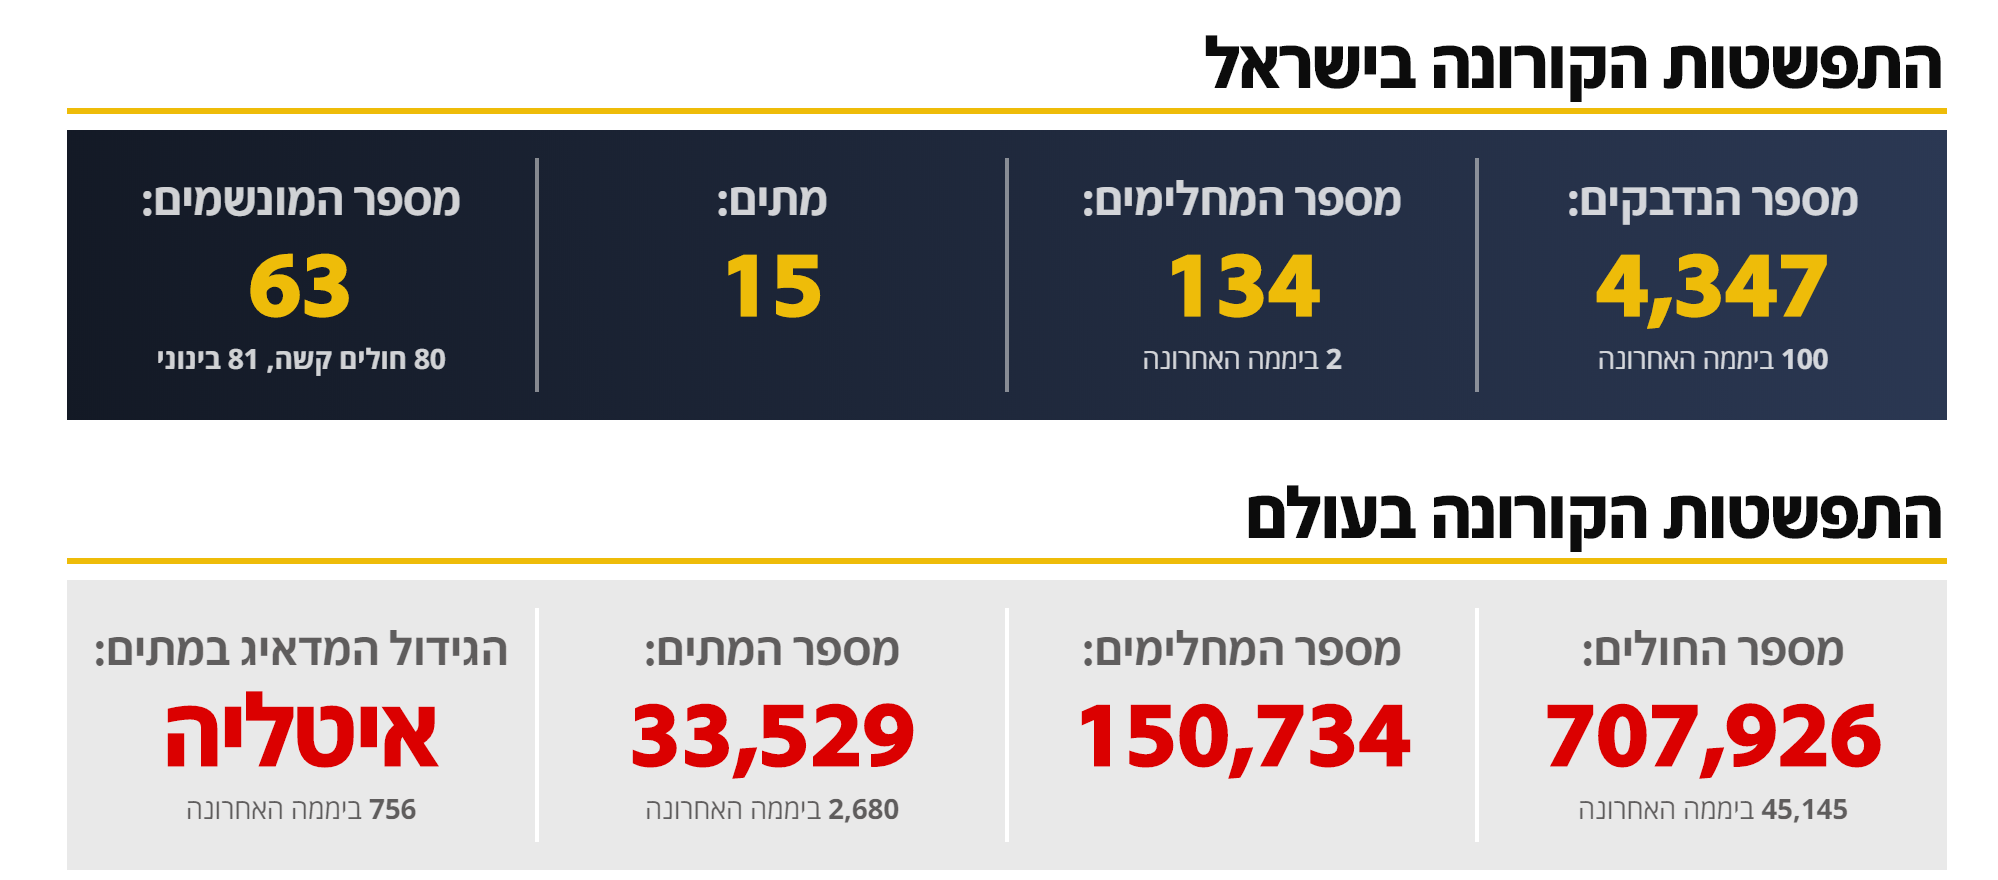 התפשטות הקורונה בישראל
מספר הנדבקים:
4,347
100 ביממה האחרונה
מספר המחלימים:
134
2 ביממה האחרונה
מתים:
15
מספר המונשמים:
63
80 חולים קשה, 81 בינוני
התפשטות הקורונה בעולם
מספר החולים:
707,926
45,145 ביממה האחרונה
מספר המחלימים:
150,734
מספר המתים:
33,529
2,680 ביממה האחרונה
הגידול המדאיג במתים:
איטליה
756 ביממה האחרונה